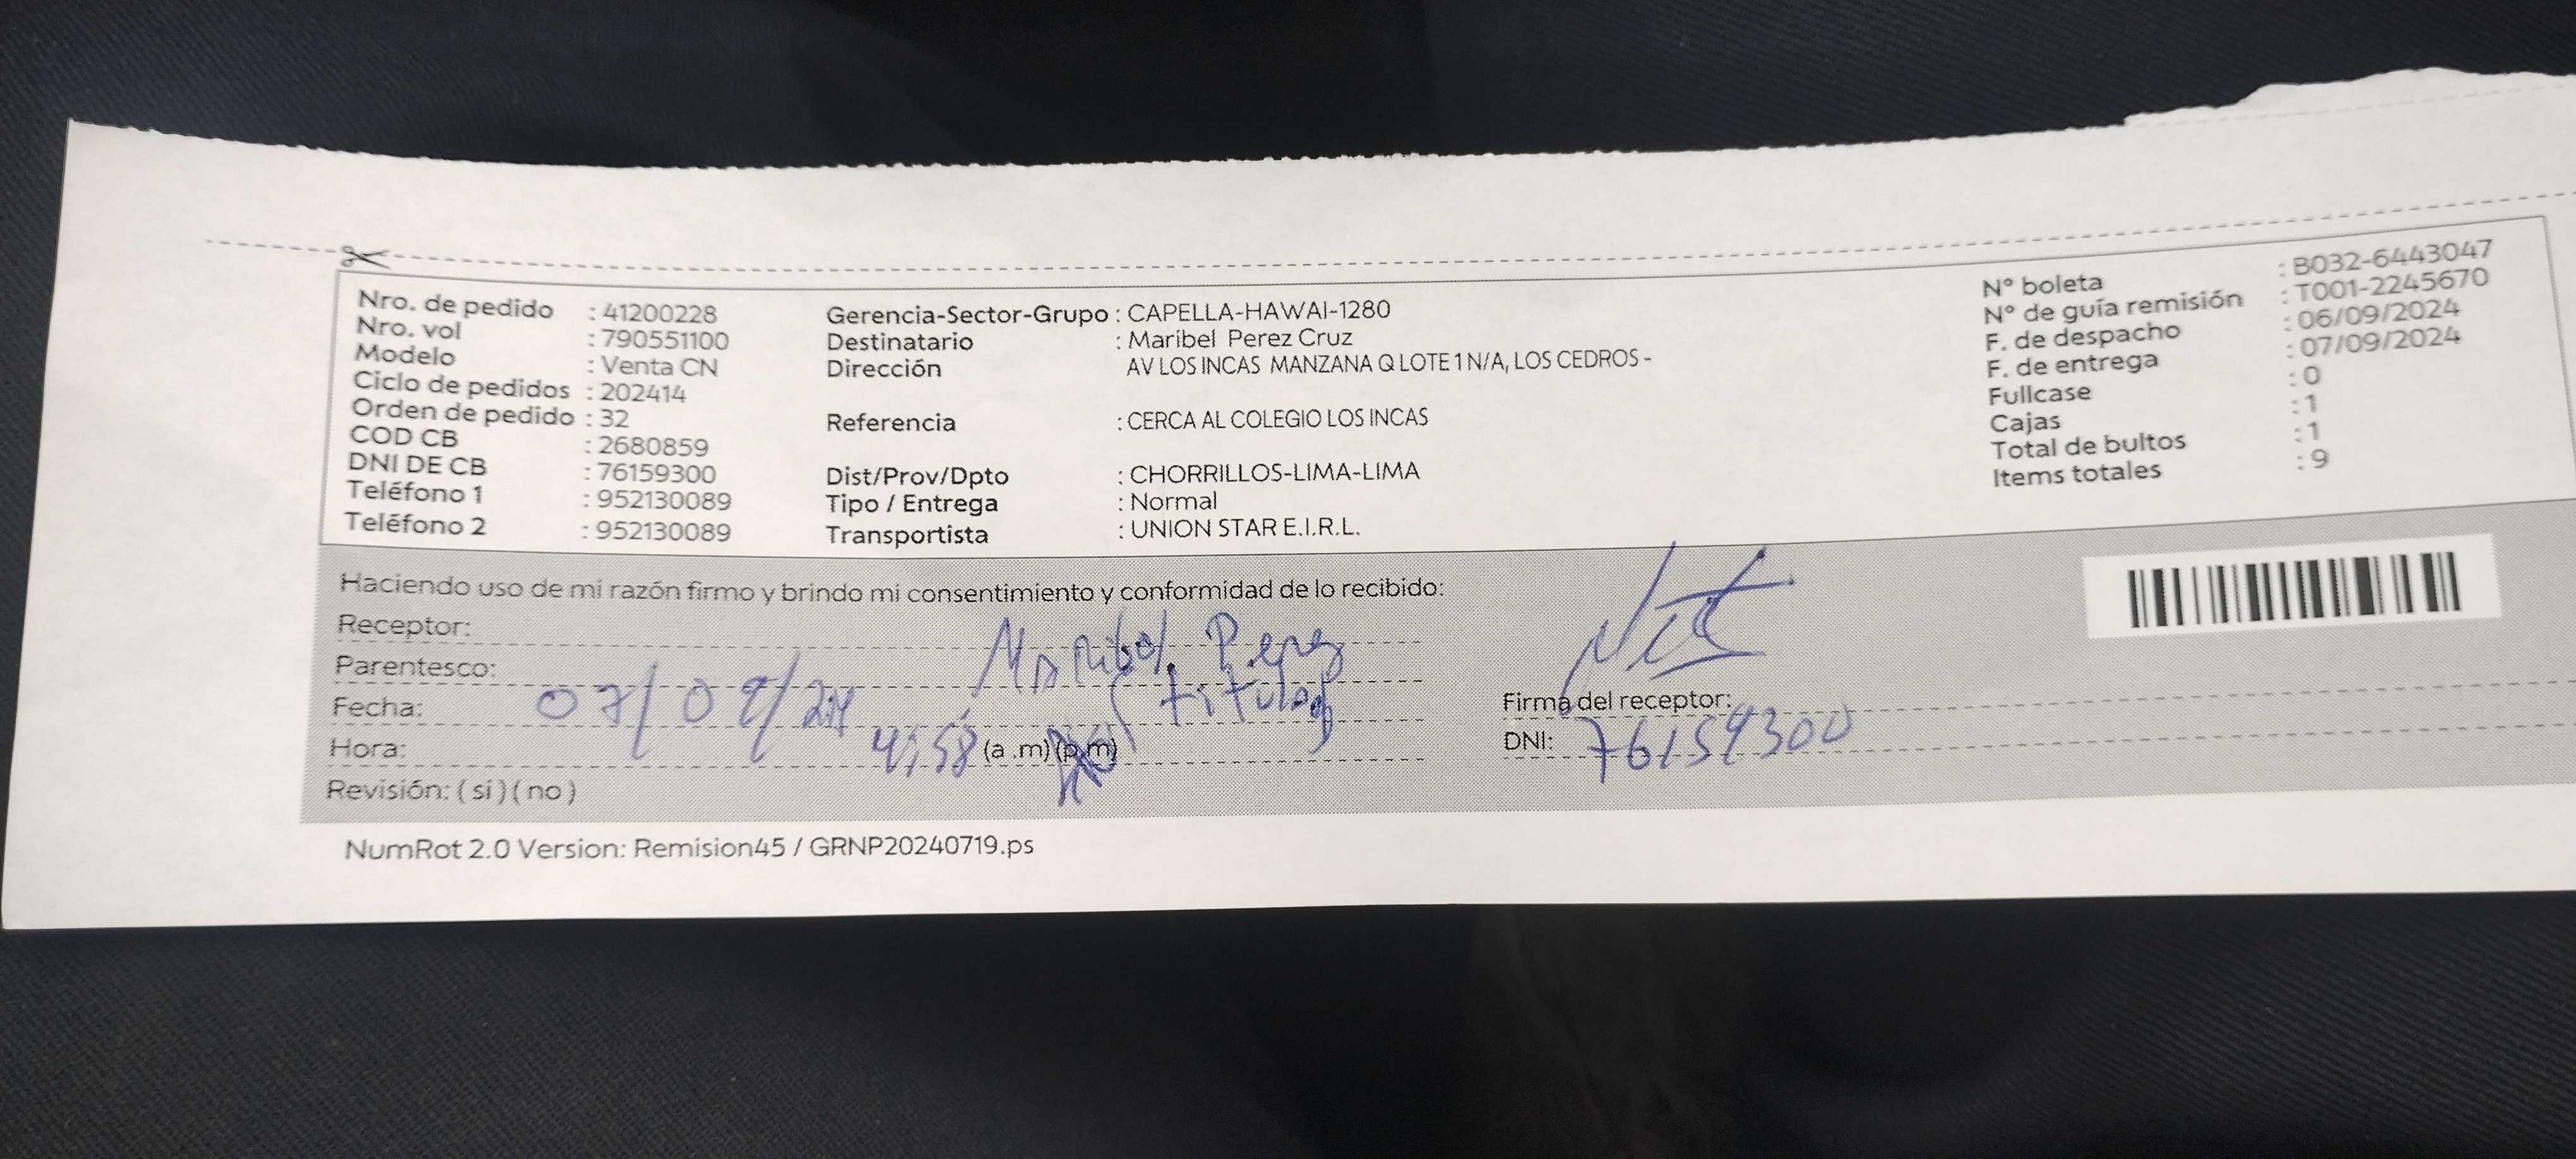 Nro. de pedido : 41200228
Nro. vol : 790551100
Modelo : Venta CN
Ciclo de pedidos : 202414
Orden de pedido : 32
COD CB : 2680859
DNI DE CB : 76159300
Teléfono 1 : 952130089
Teléfono 2 : 952130089
Gerencia-Sector-Grupo : CAPELLA-HAWAI-1280
Destinatario : Maribel Perez Cruz
Dirección AV LOS INCAS MANZANA Q LOTE 1 N/A, LOS CEDROS -
Referencia : CERCA AL COLEGIO LOS INCAS
Dist/Prov/Dpto : CHORRILLOS-LIMA-LIMA
Tipo / Entrega : Normal
Transportista : UNION STAR E.I.R.L.
N° boleta : B032-6443047
N° de guía remisión : T001-2245670
F. de despacho : 06/09/2024
F. de entrega : 07/09/2024
Fullcase : 0
Cajas : 1
Total de bultos : 1
Items totales : 9
Haciendo uso de mi razón firmo y brindo mi consentimiento y conformidad de lo recibido:
Receptor: Maribel Perez
Parentesco: titular
Fecha: 07/09/24
Hora: 4:58 (a .m) (p.m)
Revisión: ( si ) ( no )
Firma del receptor:
DNI: 76159300
NumRot 2.0 Version: Remision45 / GRNP20240719.ps